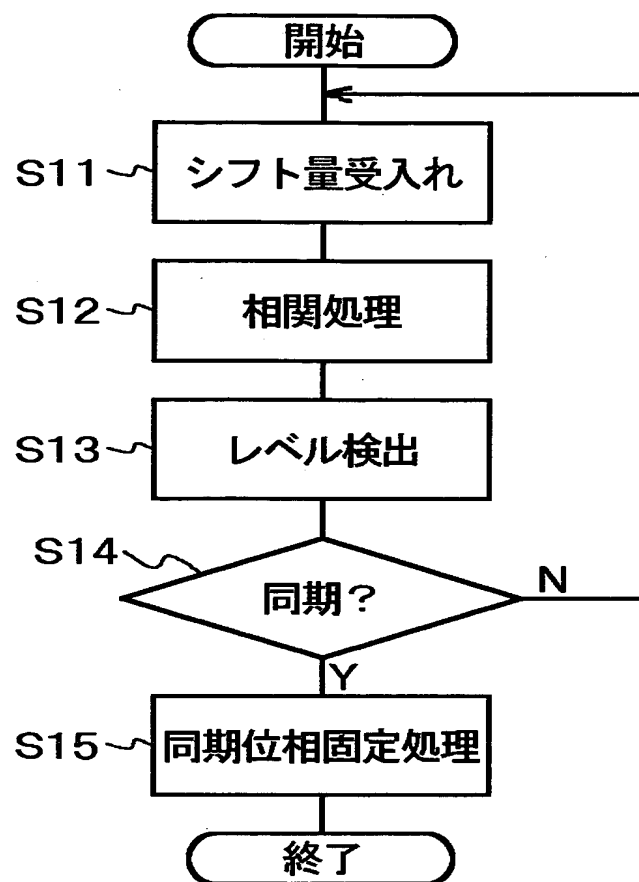 開始
S11 シフト量受入れ
S12 相関処理
S13 レベル検出
S14
同期？ N
Y
S15 同期位相固定処理
終了